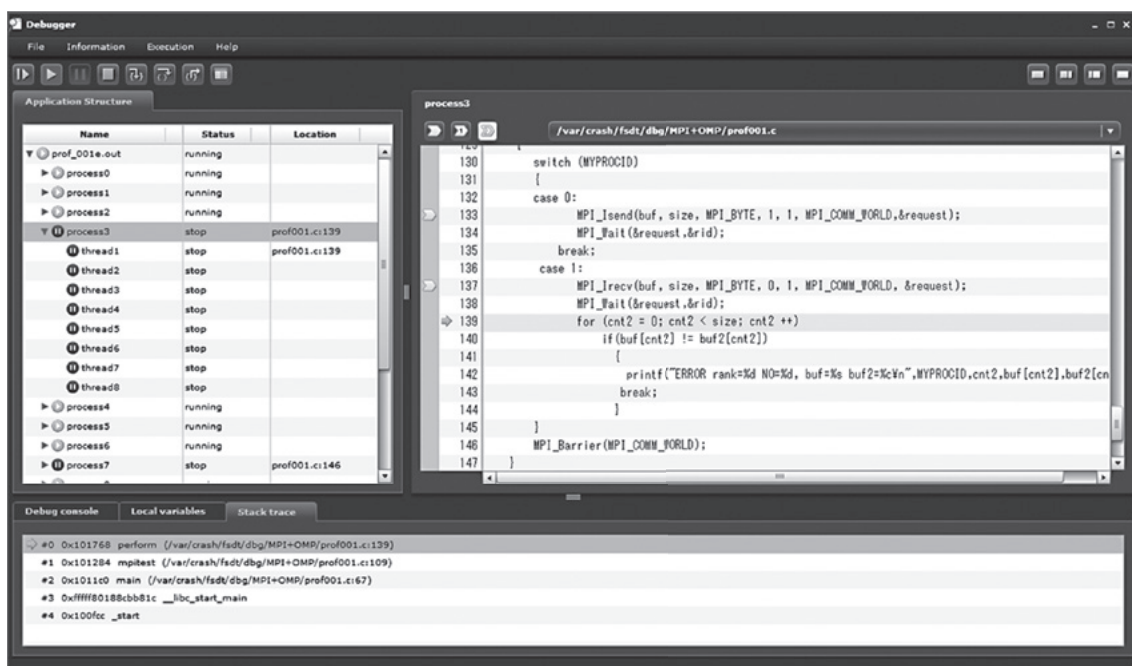 Debugger
File Information Execution Help
Application Structure
Name Status Location
prof_001e.out running
process0 running
process1 running
process2 running
process3 stop prof001.c:139
thread1 stop prof001.c:139
thread2 stop
thread3 stop
thread4 stop
thread5 stop
thread6 stop
thread7 stop
thread8 stop
process4 running
process5 running
process6 running
process7 stop prof001.c:146
process3
/var/crash/fsdt/dbg/MPI+OMP/prof001.c
129 {
130 switch (MYPROCID)
131 {
132 case 0:
133 MPI_Isend(buf, size, MPI_BYTE, 1, 1, MPI_COMM_WORLD,&request);
134 MPI_Wait(&request,&rid);
135 break;
136 case 1:
137 MPI_Irecv(buf, size, MPI_BYTE, 0, 1, MPI_COMM_WORLD, &request);
138 MPI_Wait(&request,&rid);
139 for (cnt2 = 0; cnt2 < size; cnt2 ++)
140 if(buf[cnt2] != buf2[cnt2])
141 {
142 printf("ERROR rank=%d NO=%d, buf=%s buf2=%c¥n",MYPROCID,cnt2,buf[cnt2],buf2[cn
143 break;
144 }
145 }
146 MPI_Barrier(MPI_COMM_WORLD);
147 }
Debug console Local variables Stack trace
#0 0x101768 perform (/var/crash/fsdt/dbg/MPI+OMP/prof001.c:139)
#1 0x101284 mpitest (/var/crash/fsdt/dbg/MPI+OMP/prof001.c:109)
#2 0x1011c0 main (/var/crash/fsdt/dbg/MPI+OMP/prof001.c:67)
#3 0xfffff80188cbb81c __libc_start_main
#4 0x100fcc _start